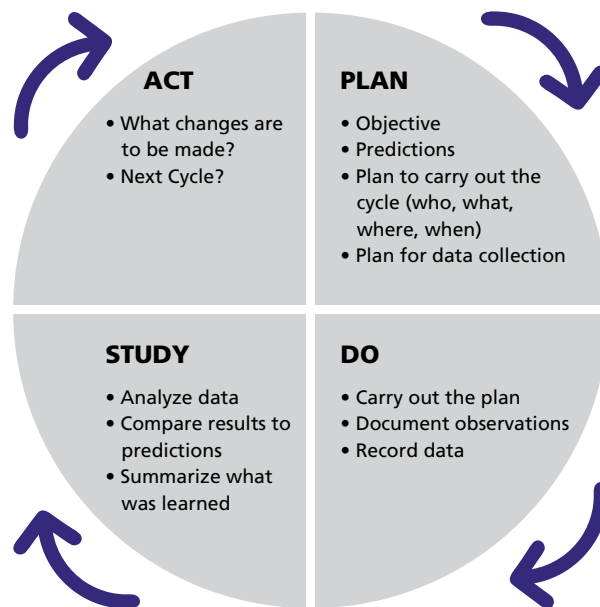 ACT
• What changes are
to be made?
• Next Cycle?
PLAN
• Objective
• Predictions
• Plan to carry out the
cycle (who, what,
where, when)
• Plan for data collection
STUDY
• Analyze data
• Compare results to
predictions
• Summarize what
was learned
DO
• Carry out the plan
• Document observations
• Record data